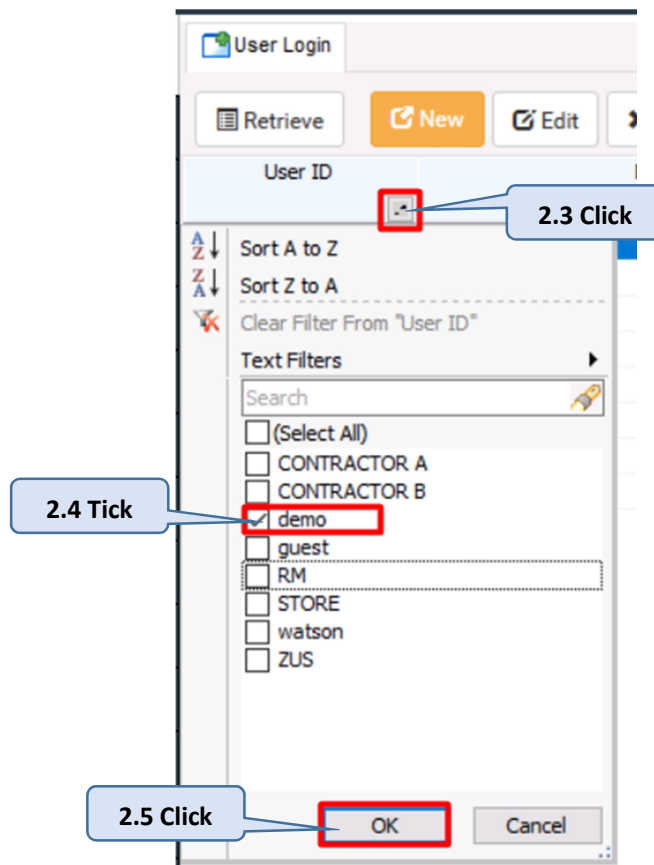 User Login
Retrieve New Edit
User ID
2.3 Click
Sort A to Z
Sort Z to A
Clear Filter From "User ID"
Text Filters
Search
(Select All)
CONTRACTOR A
CONTRACTOR B
2.4 Tick
demo
guest
RM
STORE
watson
ZUS
2.5 Click
OK Cancel